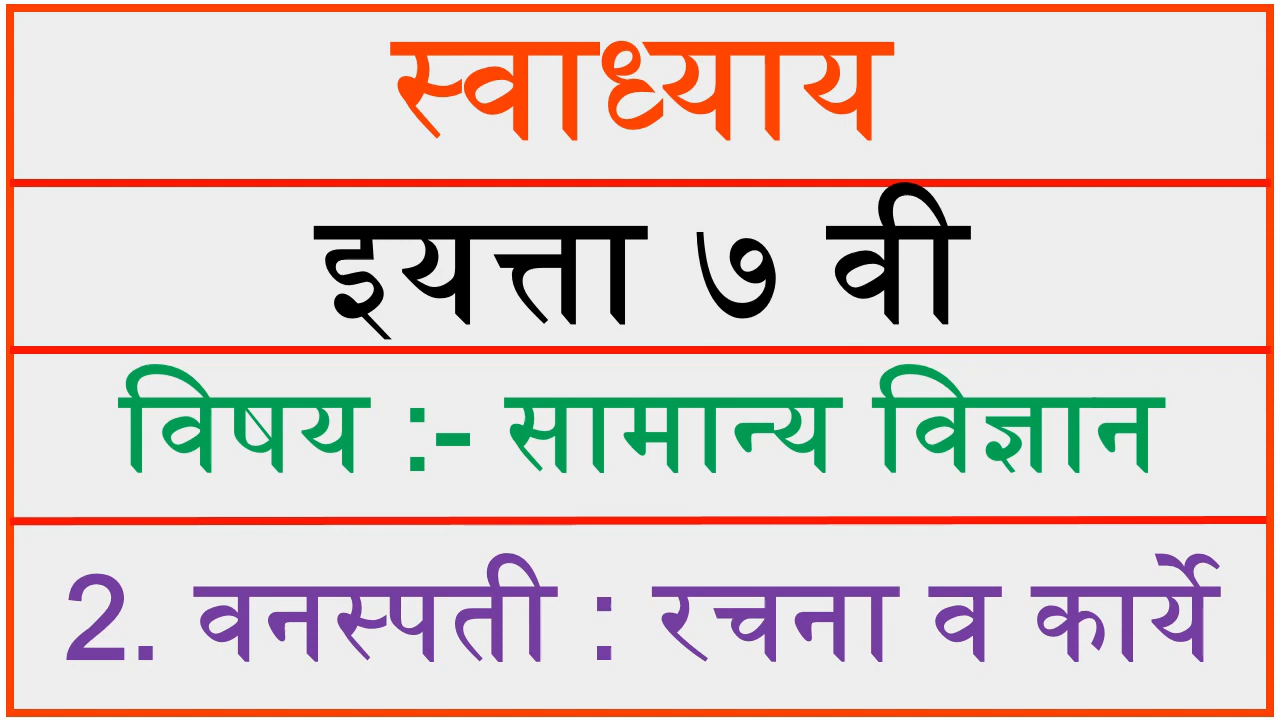 स्वाध्याय
इयत्ता ७ वी
विषय :- सामान्य विज्ञान
2. वनस्पती : रचना व कार्ये